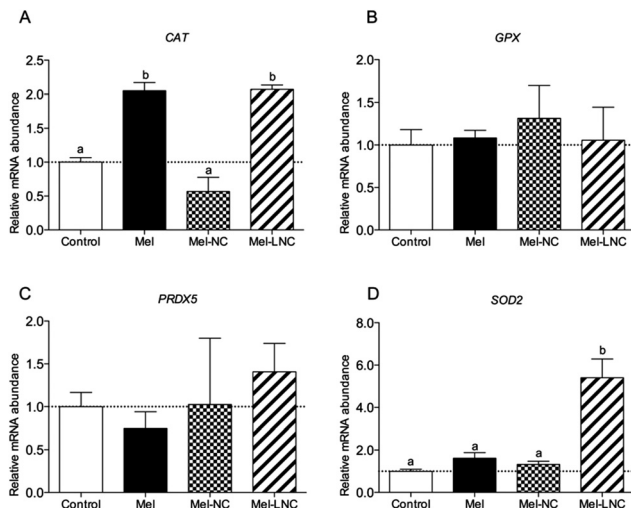 A
CAT
Relative mRNA abundance
2.5
2.0
1.5
1.0
0.5
0.0
a
b
a
b
Control Mel Mel-NC Mel-LNC
B
GPX
Relative mRNA abundance
2.0
1.5
1.0
0.5
0.0
Control Mel Mel-NC Mel-LNC
C
PRDX5
Relative mRNA abundance
2.0
1.5
1.0
0.5
0.0
Control Mel Mel-NC Mel-LNC
D
SOD2
Relative mRNA abundance
8.0
6.0
4.0
2.0
1.0
0.0
a
a
a
b
Control Mel Mel-NC Mel-LNC